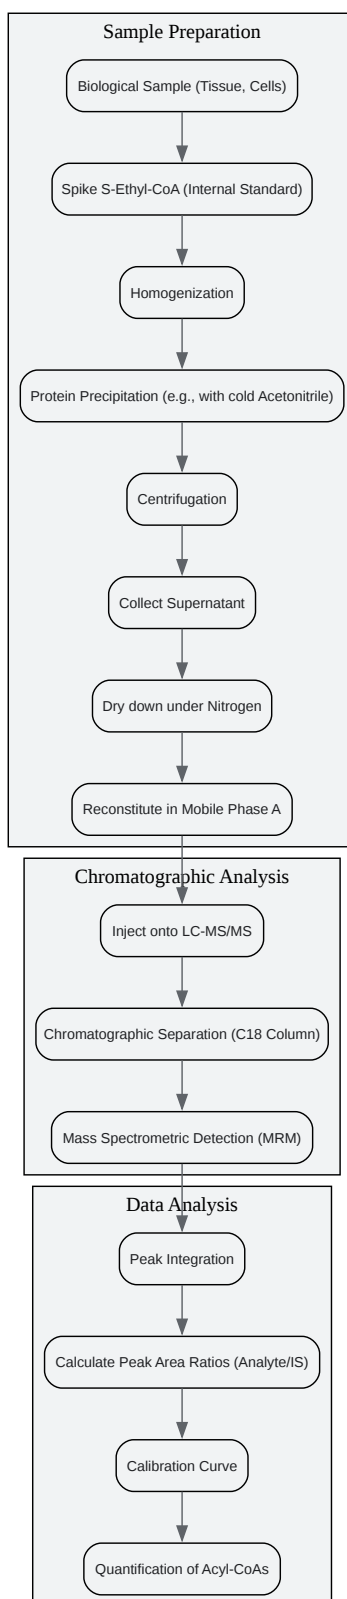 Sample Preparation
Biological Sample (Tissue, Cells)
Spike S-Ethyl-CoA (Internal Standard)
Homogenization
Protein Precipitation (e.g., with cold Acetonitrile)
Centrifugation
Collect Supernatant
Dry down under Nitrogen
Reconstitute in Mobile Phase A
Chromatographic Analysis
Inject onto LC-MS/MS
Chromatographic Separation (C18 Column)
Mass Spectrometric Detection (MRM)
Data Analysis
Peak Integration
Calculate Peak Area Ratios (Analyte/IS)
Calibration Curve
Quantification of Acyl-CoAs